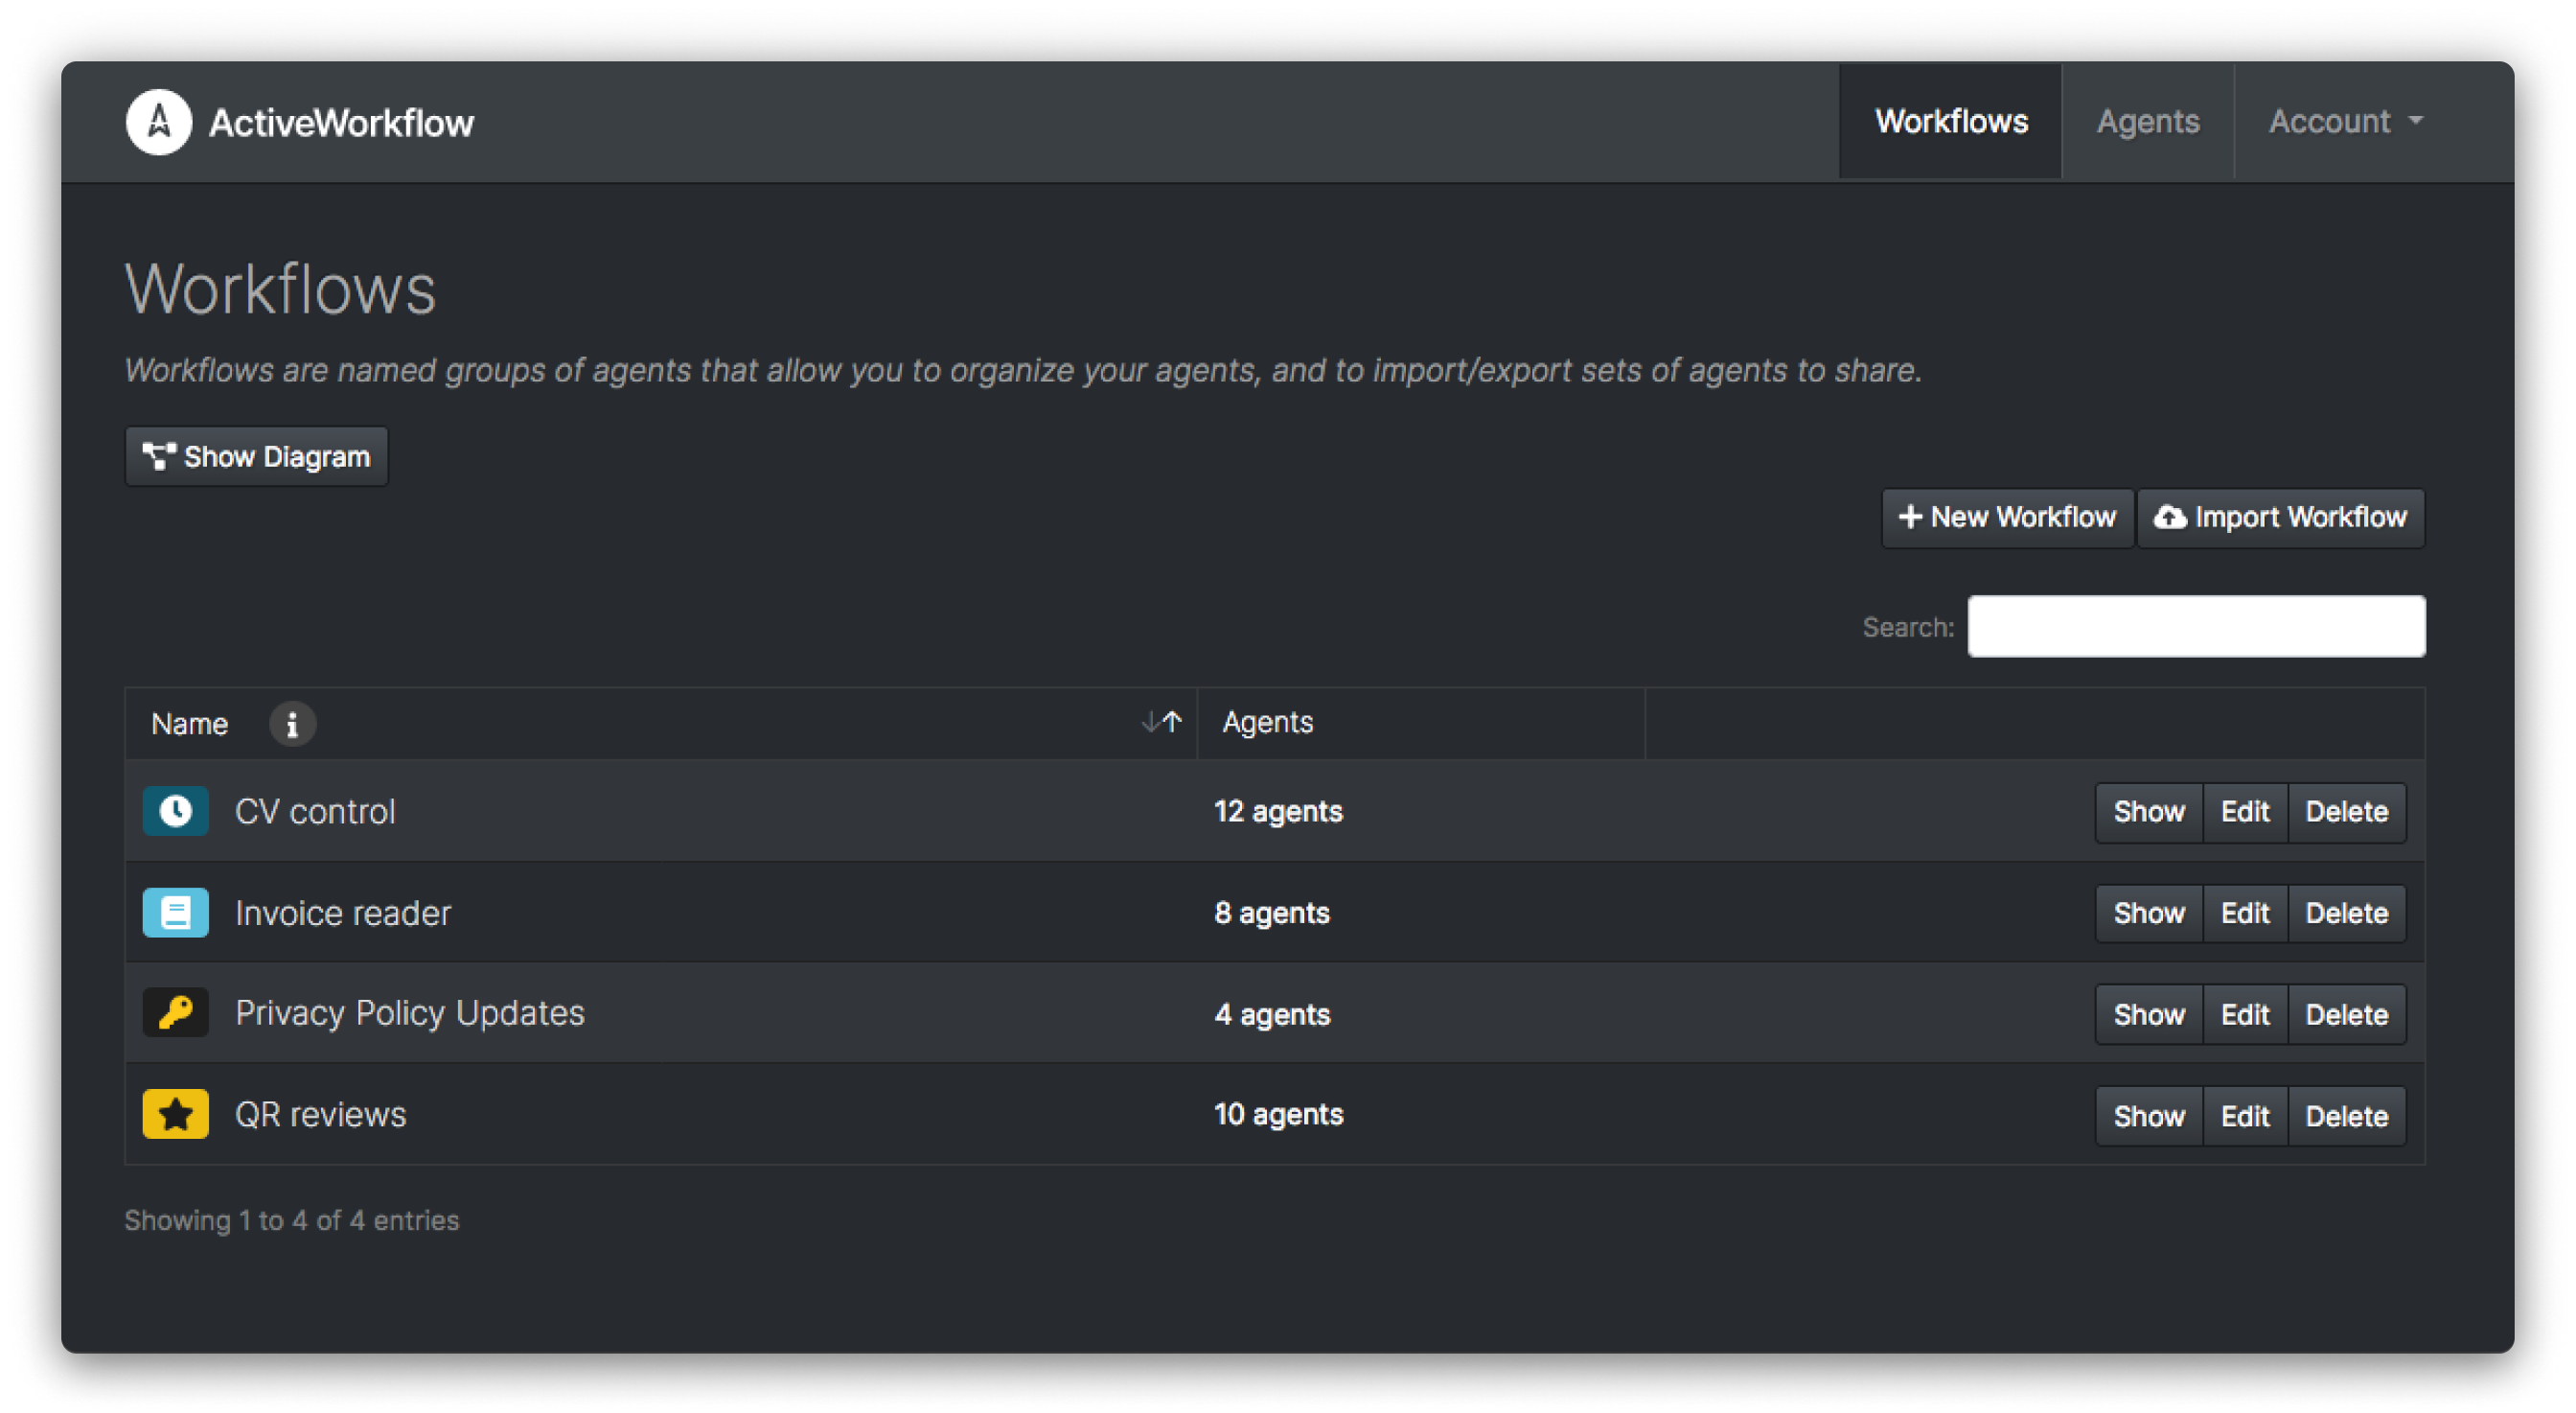 ActiveWorkflow
Workflows Agents Account
Workflows
Workflows are named groups of agents that allow you to organize your agents, and to import/export sets of agents to share.
Show Diagram
New Workflow Import Workflow
Search:
Name Agents
CV control 12 agents Show Edit Delete
Invoice reader 8 agents Show Edit Delete
Privacy Policy Updates 4 agents Show Edit Delete
QR reviews 10 agents Show Edit Delete
Showing 1 to 4 of 4 entries